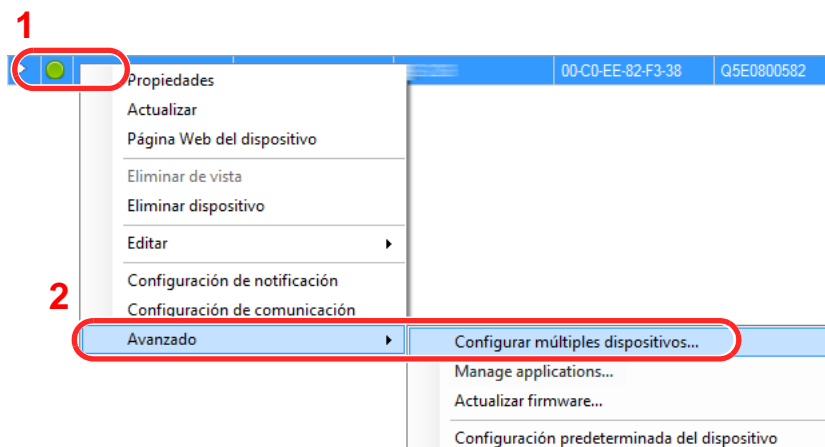 1
00-C0-EE-82-F3-38 Q5E0800582
Propiedades
Actualizar
Página Web del dispositivo
Eliminar de vista
Eliminar dispositivo
Editar
Configuración de notificación
2
Configuración de comunicación
Avanzado
Configurar múltiples dispositivos...
Manage applications...
Actualizar firmware...
Configuración predeterminada del dispositivo